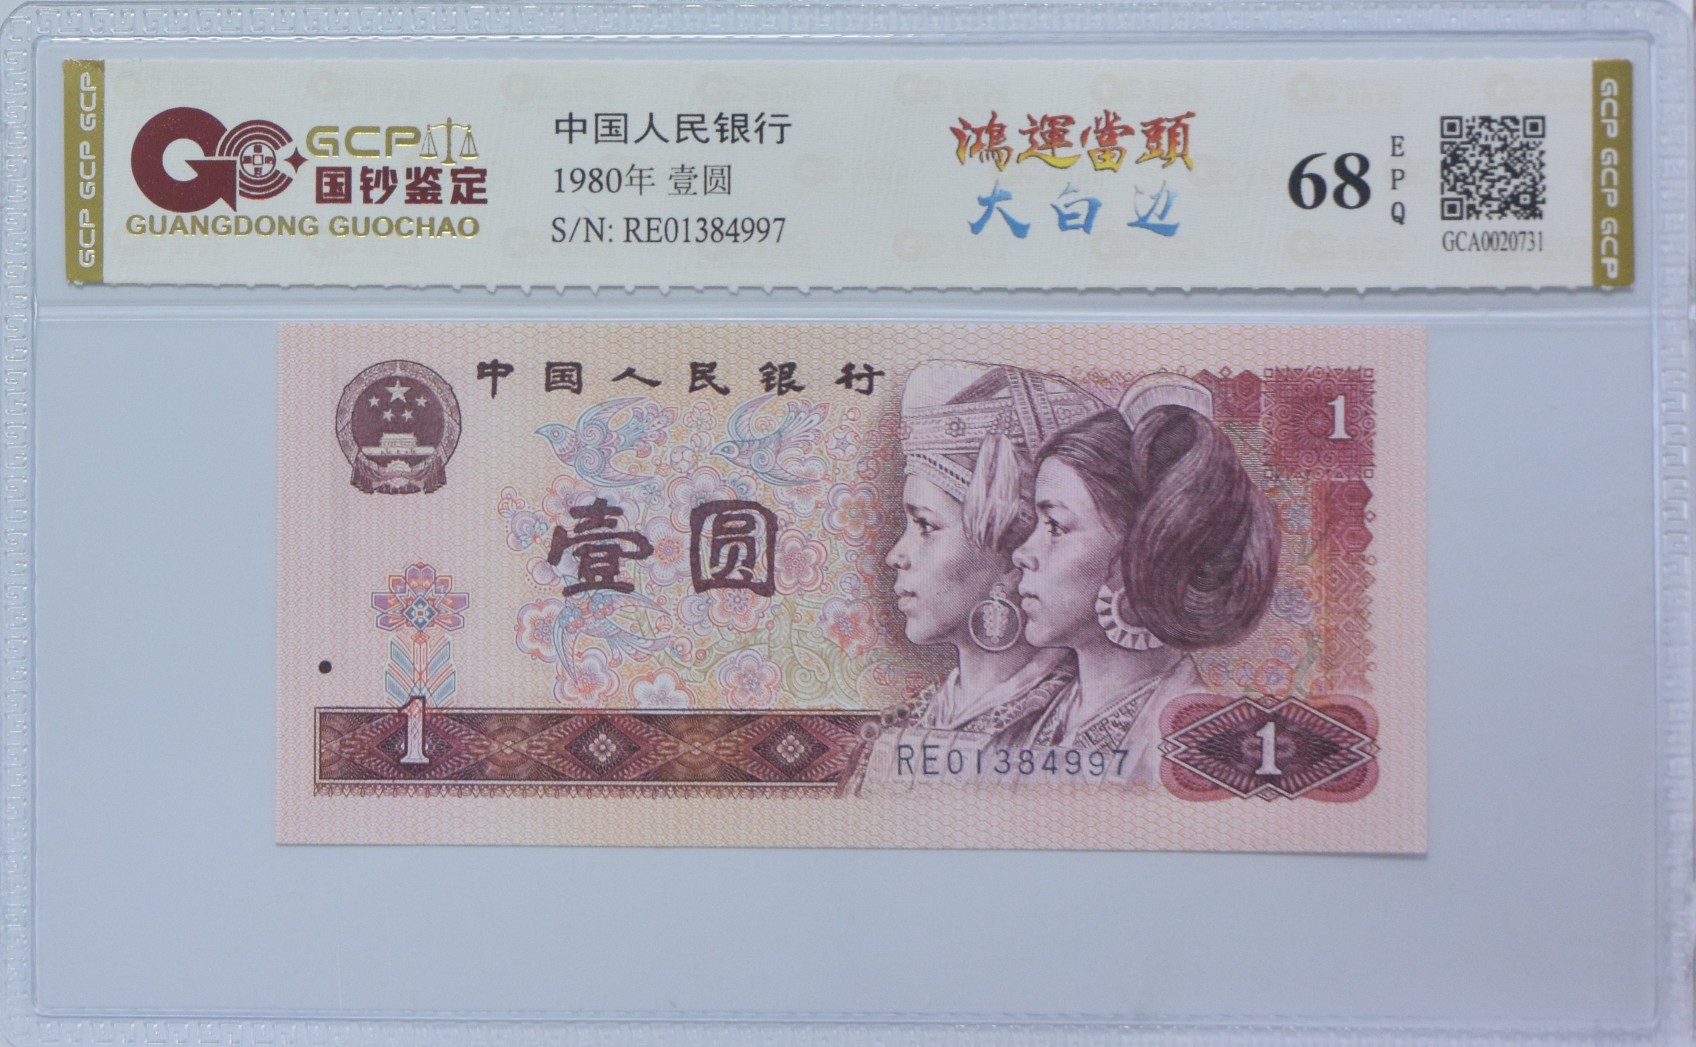 GCP GCP GCP
GCP
国钞鉴定
GUANGDONG GUOCHAO
中国人民银行
1980年 壹圆
S/N: RE01384997
鴻運當頭
大白边
68
EPQ
GCA0020731
GCP GCP GCP
中国人民银行
1
壹圆
1
RE01384997
1